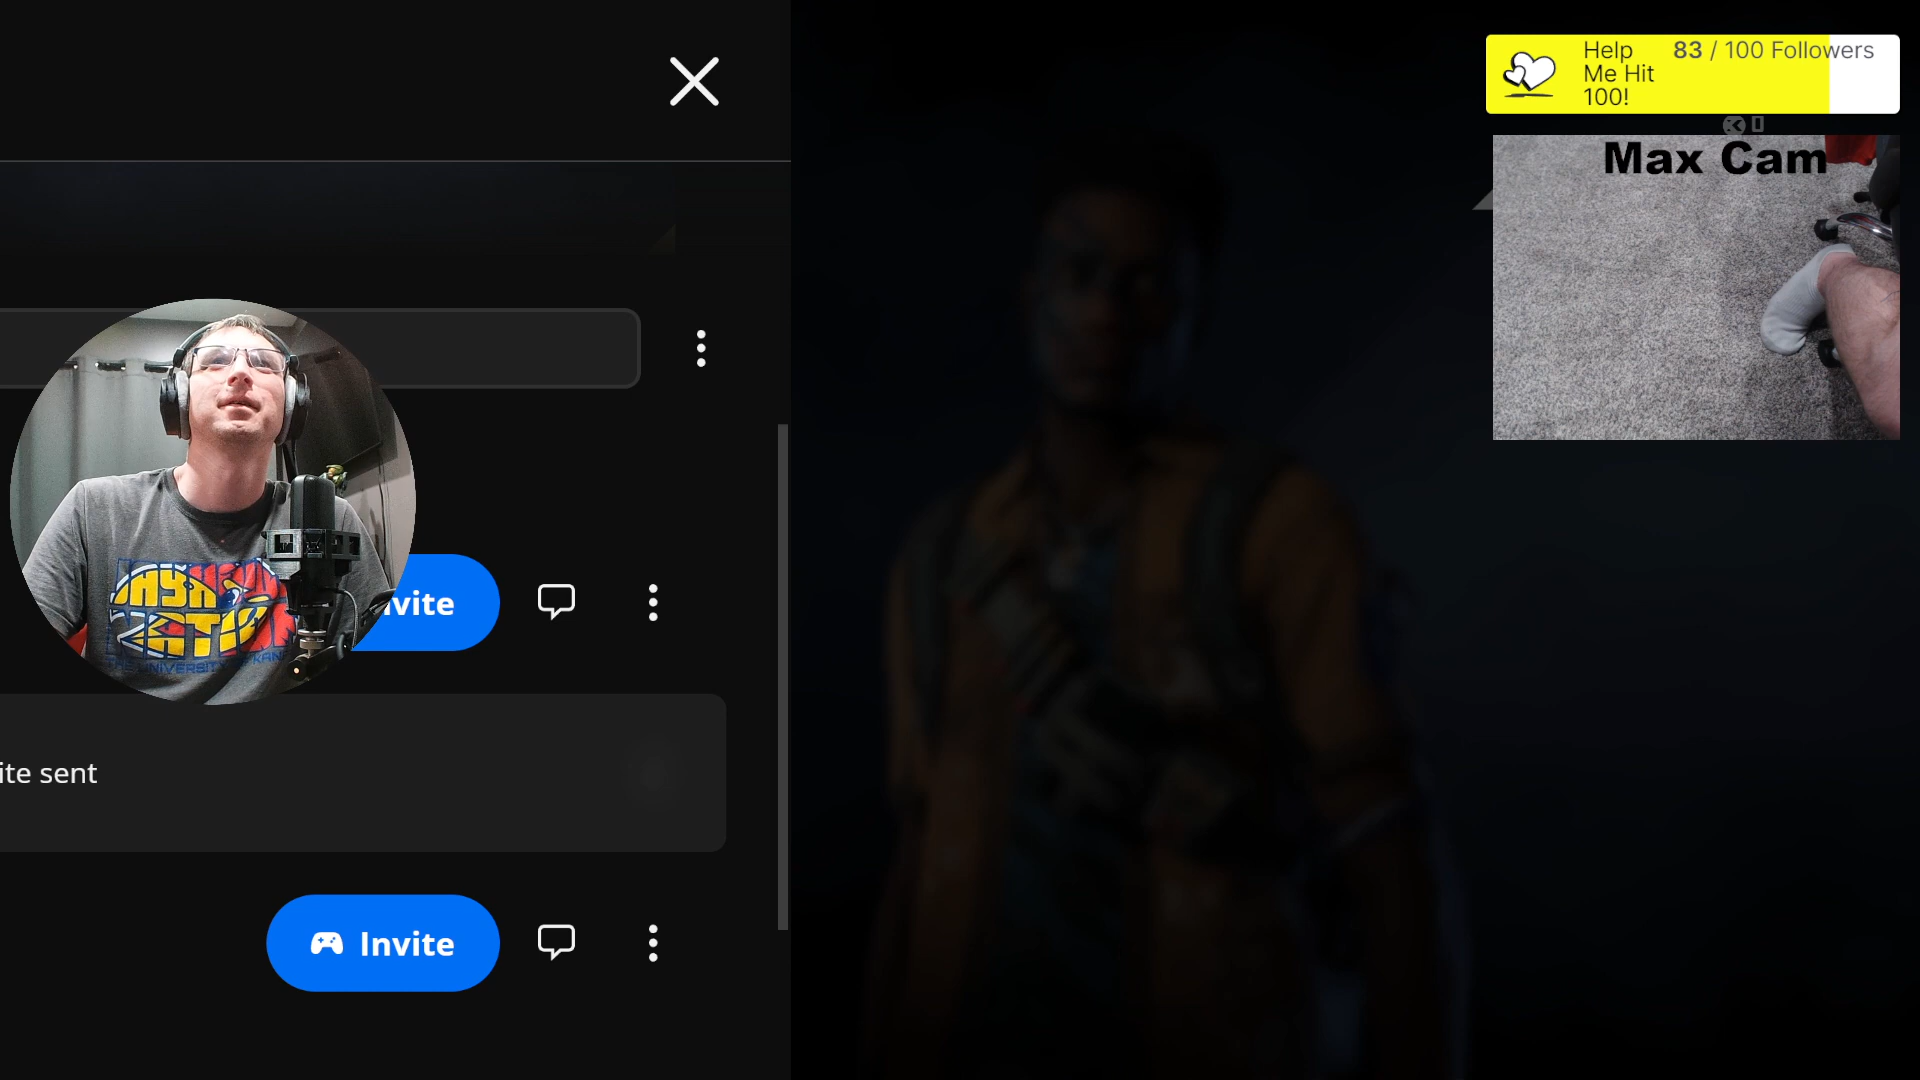 Help
Me Hit
100!
83 / 100 Followers
Max Cam
vite
ite sent
Invite